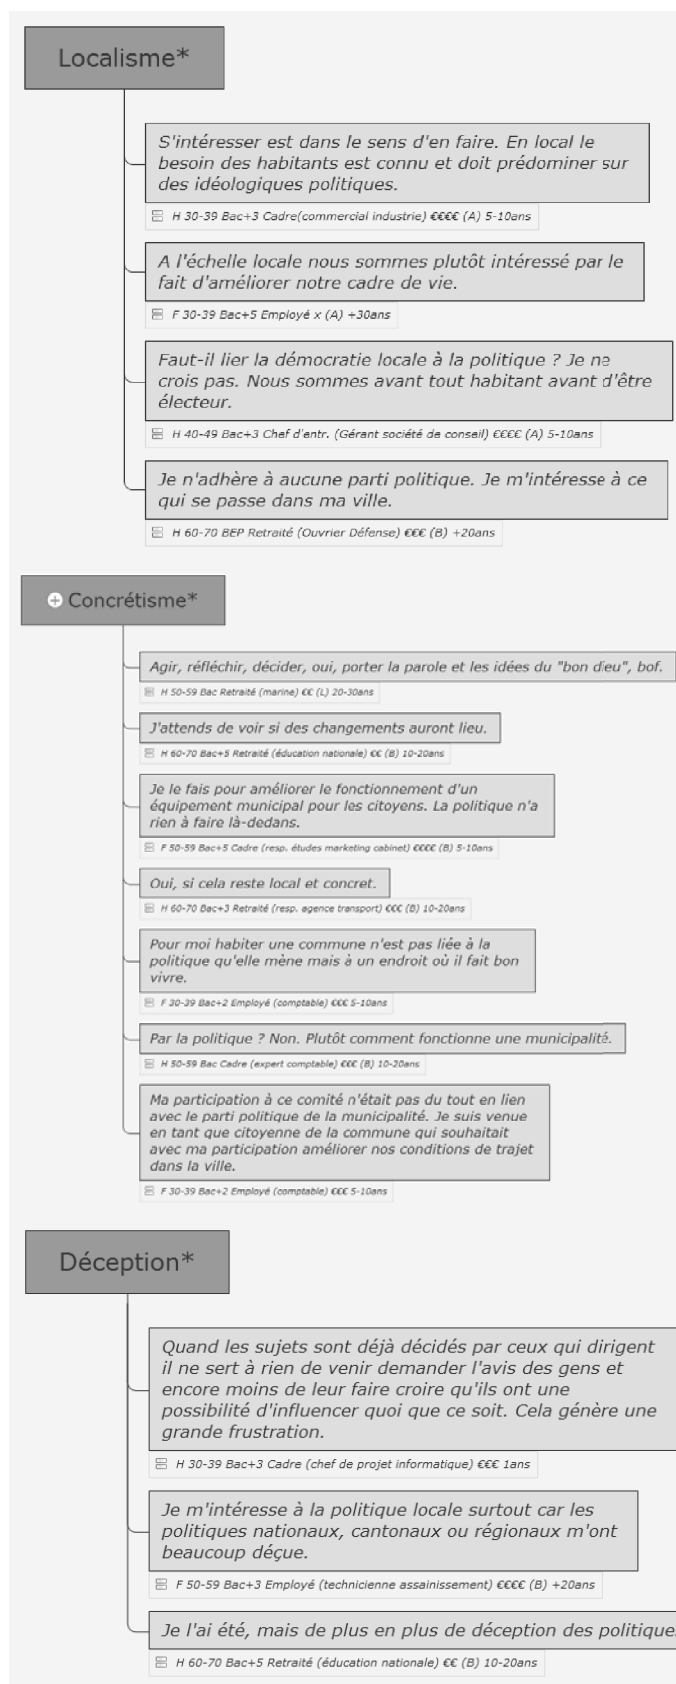 Localisme*
S'intéresser est dans le sens d'en faire. En local le
besoin des habitants est connu et doit prédominer sur
des idéologiques politiques.
H 30-39 Bac+3 Cadre(commercial industrie) €€€€ (A) 5-10ans
A l'échelle locale nous sommes plutôt intéressé par le
fait d'améliorer notre cadre de vie.
F 30-39 Bac+5 Employé x (A) +30ans
Faut-il lier la démocratie locale à la politique ? Je ne
crois pas. Nous sommes avant tout habitant avant d'être
électeur.
H 40-49 Bac+3 Chef d'entr. (Gérant société de conseil) €€€€ (A) 5-10ans
Je n'adhère à aucune parti politique. Je m'intéresse à ce
qui se passe dans ma ville.
H 60-70 BEP Retraité (Ouvrier Défense) €€€ (B) +20ans
Concrétisme*
Agir, réfléchir, décider, oui, porter la parole et les idées du "bon dieu", bof.
H 50-59 Bac Retraité (marine) €€ (L) 20-30ans
J'attends de voir si des changements auront lieu.
H 60-70 Bac+5 Retraité (éducation nationale) €€ (B) 10-20ans
Je le fais pour améliorer le fonctionnement d'un
équipement municipal pour les citoyens. La politique n'a
rien à faire là-dedans.
F 50-59 Bac+5 Cadre (resp. études marketing cabinet) €€€€ (B) 5-10ans
Oui, si cela reste local et concret.
H 60-70 Bac+3 Retraité (resp. agence transport) €€€ (B) 10-20ans
Pour moi habiter une commune n'est pas liée à la
politique qu'elle mène mais à un endroit où il fait bon
vivre.
F 30-39 Bac+2 Employé (comptable) €€€ 5-10ans
Par la politique ? Non. Plutôt comment fonctionne une municipalité.
H 50-59 Bac Cadre (expert comptable) €€€ (B) 10-20ans
Ma participation à ce comité n'était pas du tout en lien
avec le parti politique de la municipalité. Je suis venue
en tant que citoyenne de la commune qui souhaitait
avec ma participation améliorer nos conditions de trajet
dans la ville.
F 30-39 Bac+2 Employé (comptable) €€€ 5-10ans
Déception*
Quand les sujets sont déjà décidés par ceux qui dirigent
il ne sert à rien de venir demander l'avis des gens et
encore moins de leur faire croire qu'ils ont une
possibilité d'influencer quoi que ce soit. Cela génère une
grande frustration.
H 30-39 Bac+3 Cadre (chef de projet informatique) €€€ 1ans
Je m'intéresse à la politique locale surtout car les
politiques nationaux, cantonaux ou régionaux m'ont
beaucoup déçue.
F 50-59 Bac+3 Employé (technicienne assainissement) €€€€ (B) +20ans
Je l'ai été, mais de plus en plus de déception des politique
H 60-70 Bac+5 Retraité (éducation nationale) €€ (B) 10-20ans